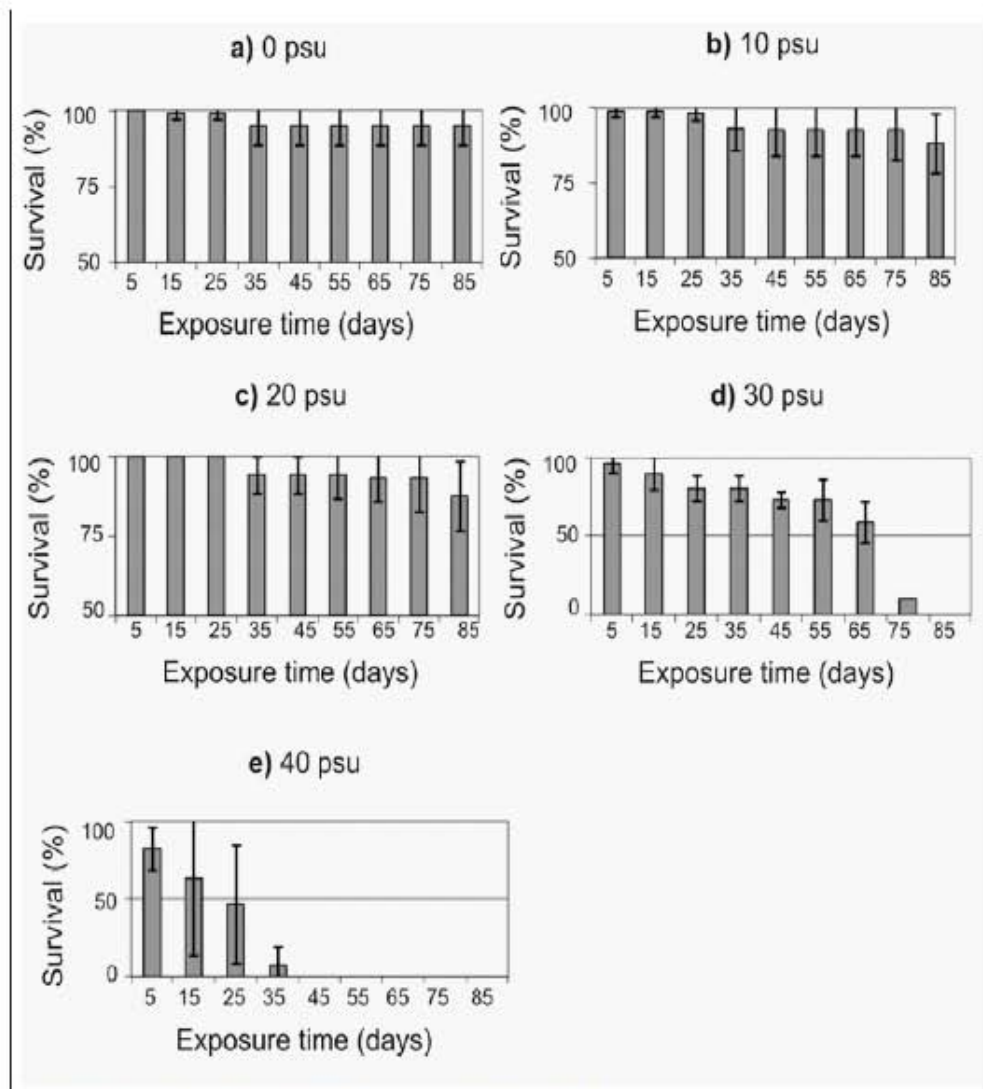 a) 0 psu
100
75
50
Survival (%)
5 15 25 35 45 55 65 75 85
Exposure time (days)
b) 10 psu
100
75
50
Survival (%)
5 15 25 35 45 55 65 75 85
Exposure time (days)
c) 20 psu
100
75
50
Survival (%)
5 15 25 35 45 55 65 75 85
Exposure time (days)
d) 30 psu
100
50
0
Survival (%)
5 15 25 35 45 55 65 75 85
Exposure time (days)
e) 40 psu
100
50
0
Survival (%)
5 15 25 35 45 55 65 75 85
Exposure time (days)